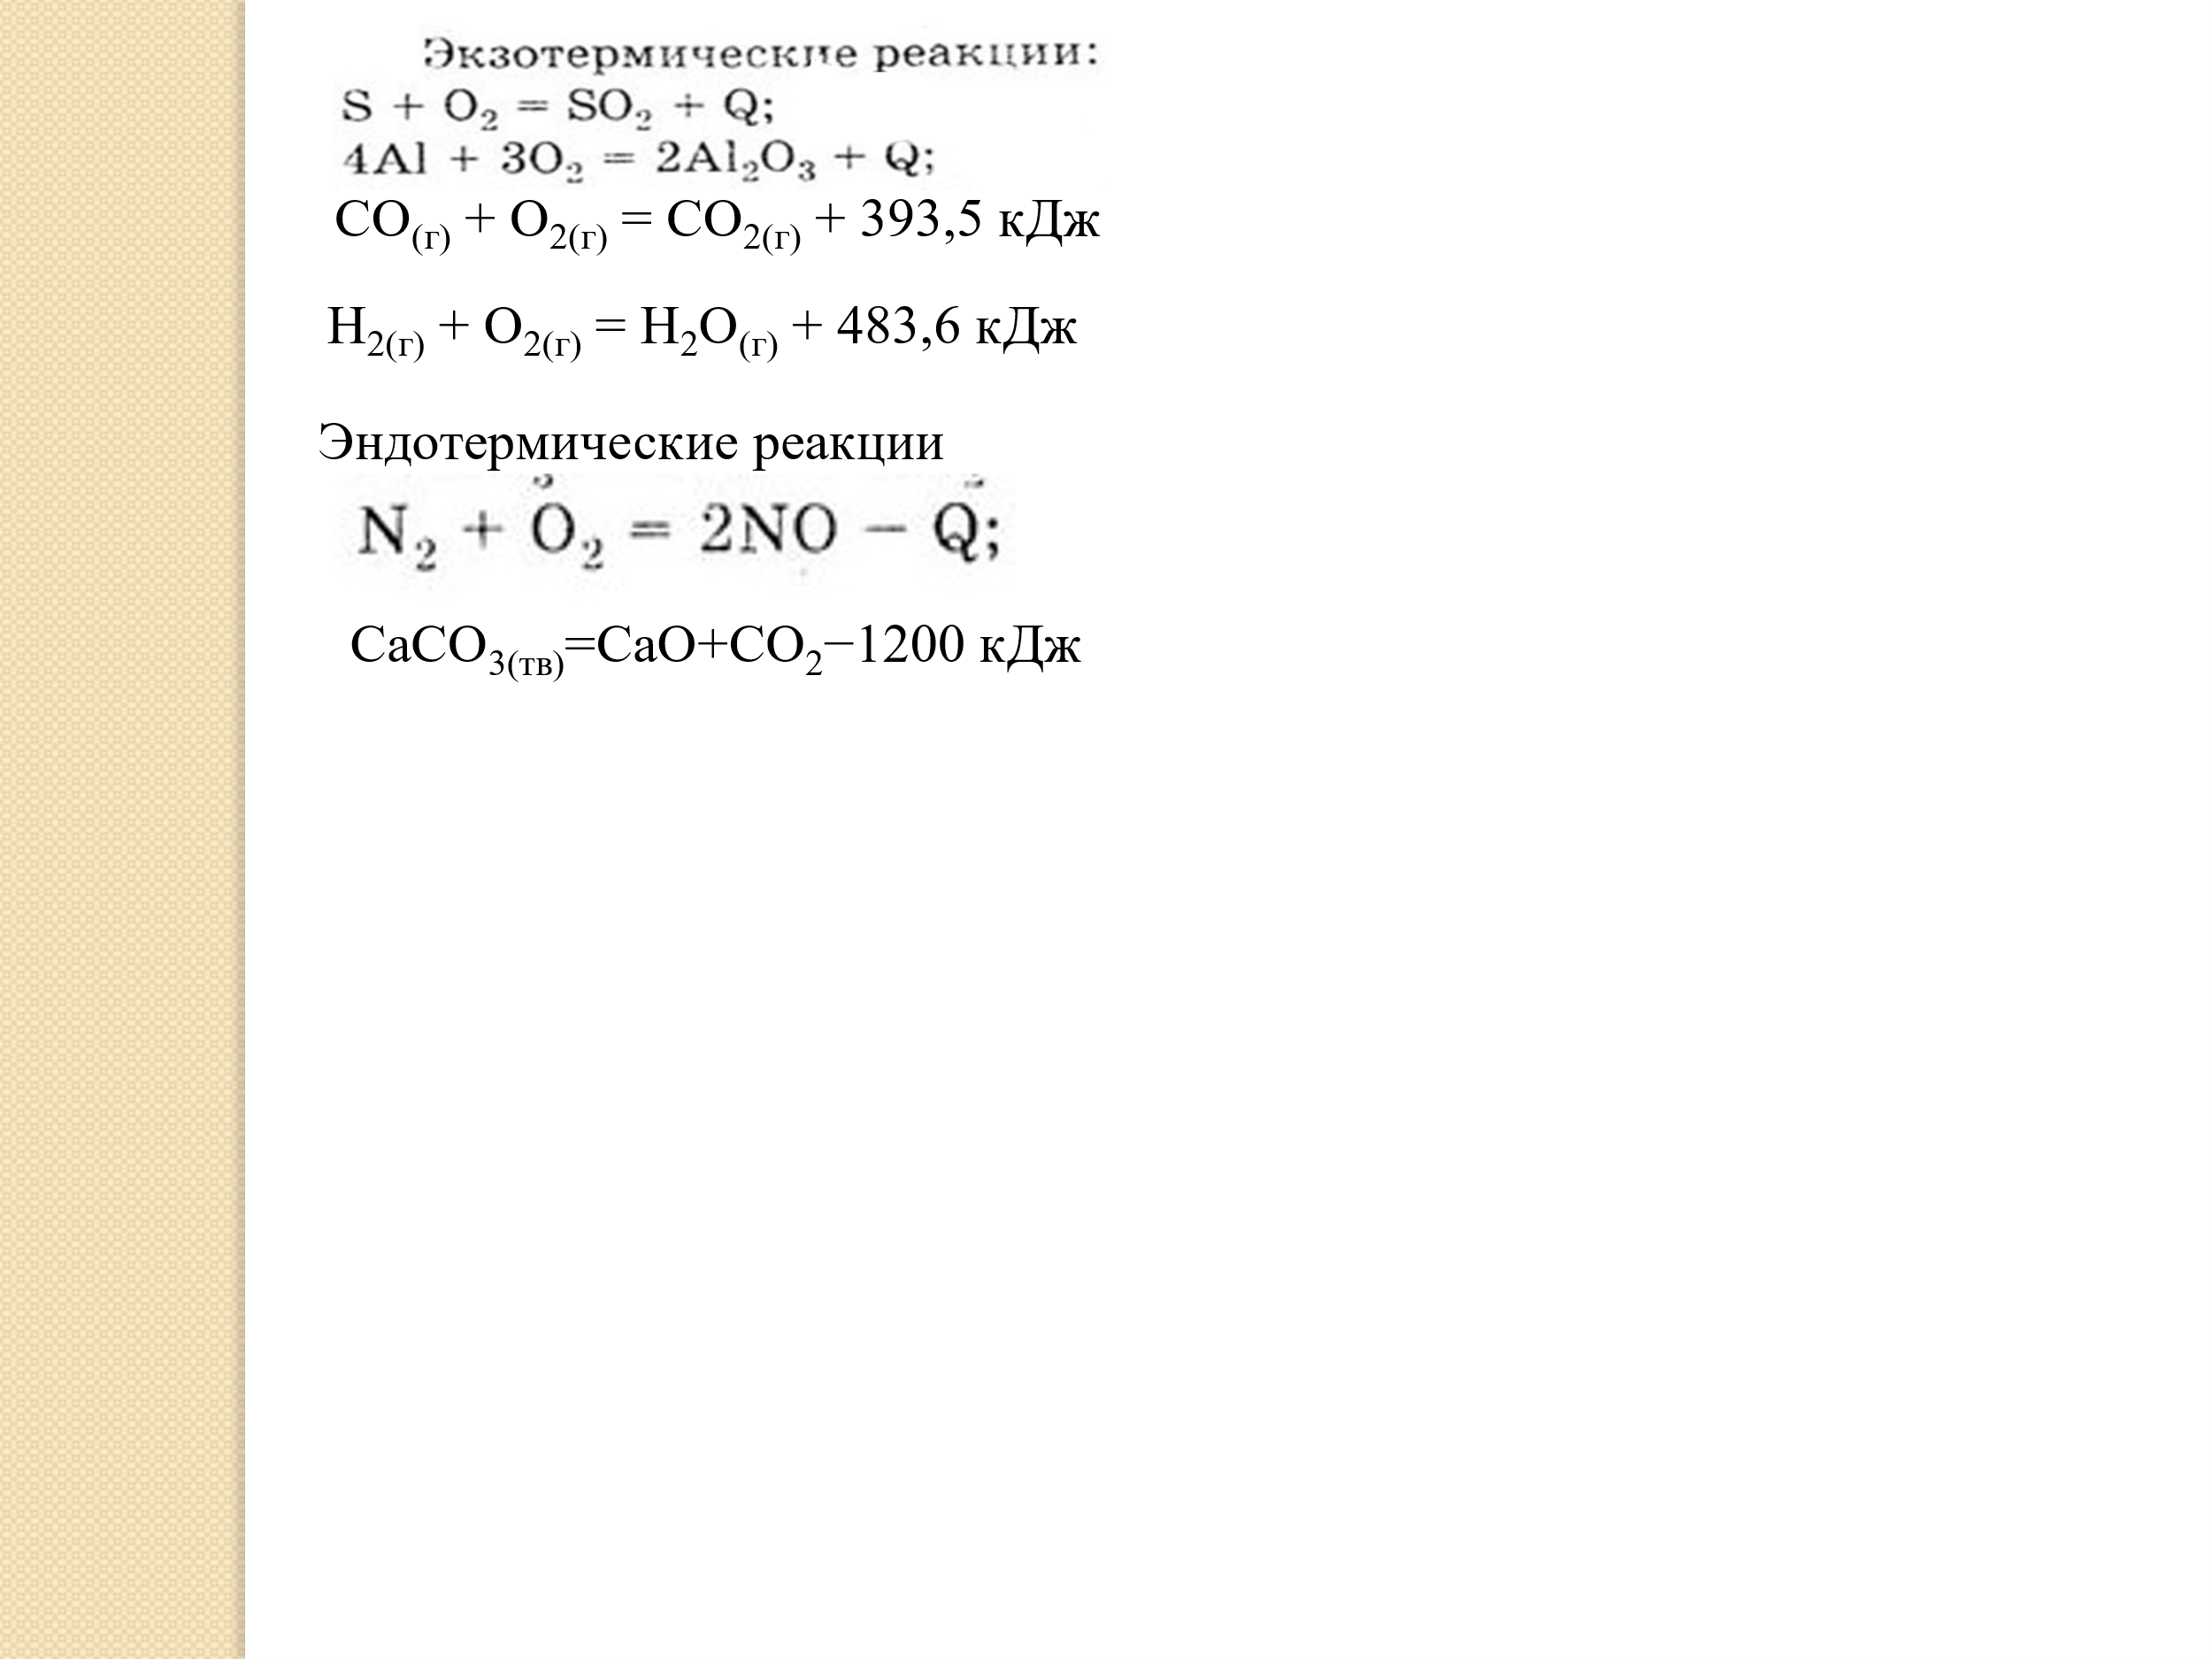 Экзотермические реакции:
S + O₂ = SO₂ + Q;
4Al + 3O₂ = 2Al₂O₃ + Q;
CO₍г₎ + O₂₍г₎ = CO₂₍г₎ + 393,5 кДж
H₂₍г₎ + O₂₍г₎ = H₂O₍г₎ + 483,6 кДж
Эндотермические реакции
N₂ + O₂ = 2NO − Q;
CaCO₃₍тв₎=CaO+CO₂−1200 кДж